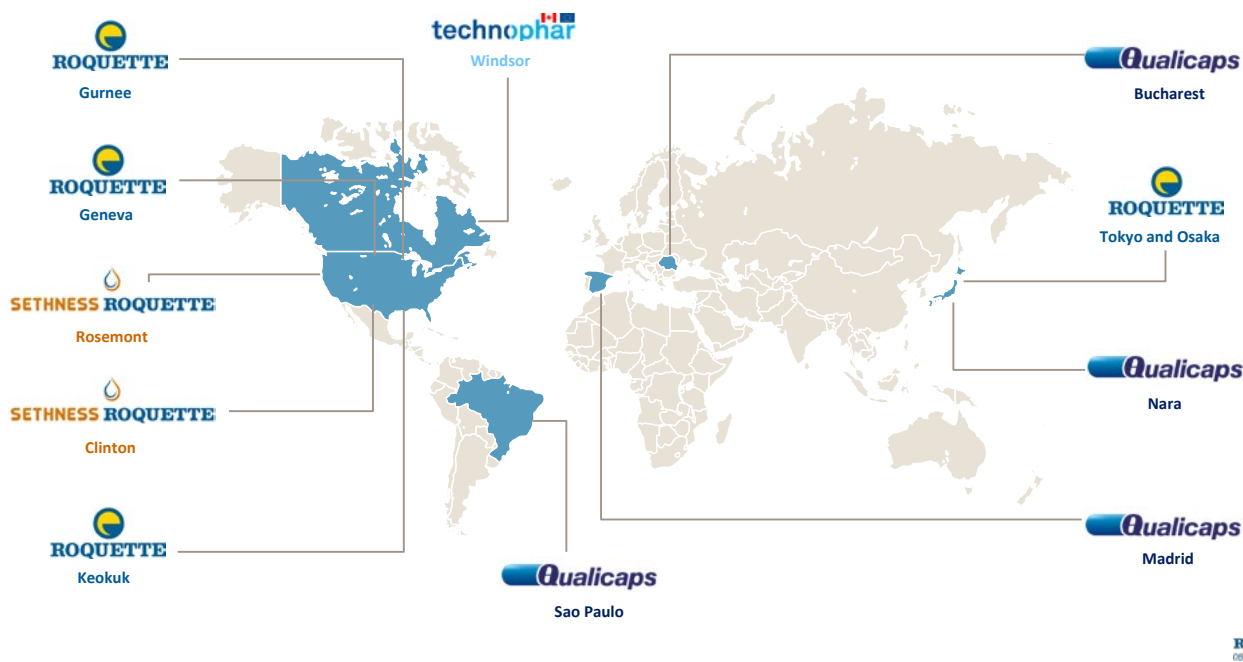 ROQUETTE
Gurnee
technophar
Windsor
Qualicaps
Bucharest
ROQUETTE
Geneva
ROQUETTE
Tokyo and Osaka
SETHNESS ROQUETTE
Rosemont
Qualicaps
Nara
SETHNESS ROQUETTE
Clinton
Qualicaps
Madrid
ROQUETTE
Keokuk
Qualicaps
Sao Paulo